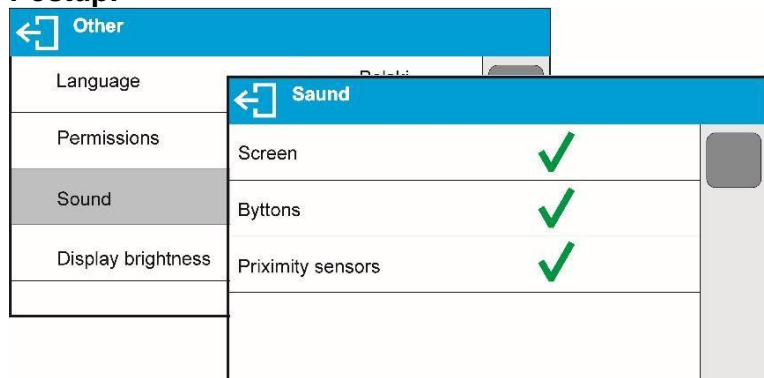 Other
Language
Permissions
Sound
Display brightness
Saund
Screen
Byttons
Priximity sensors